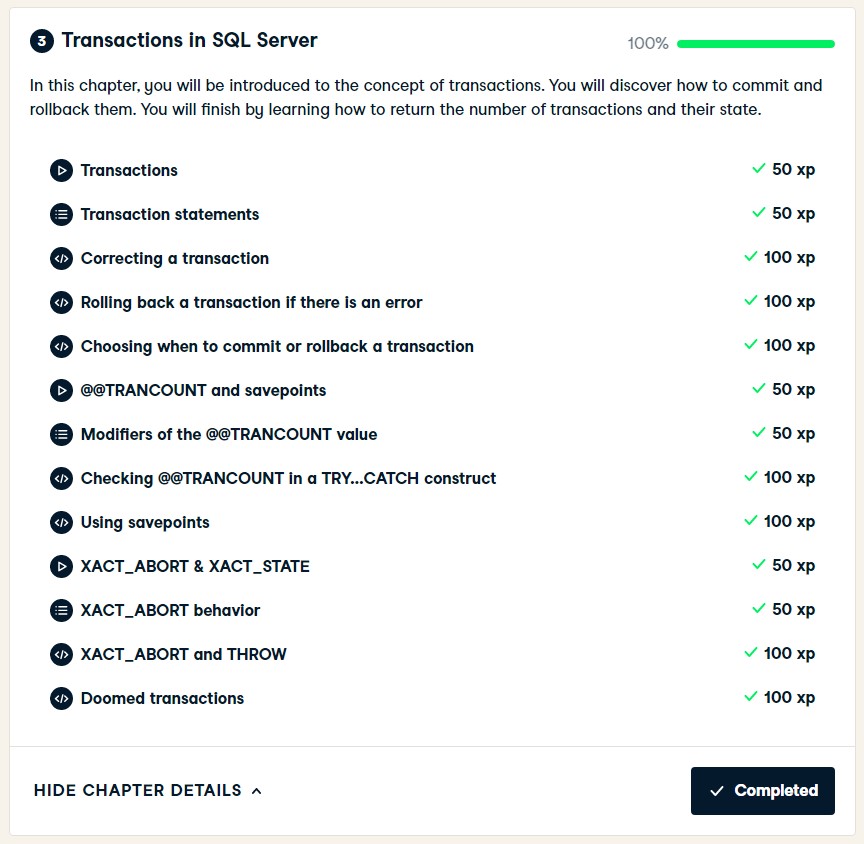 3 Transactions in SQL Server
100%
In this chapter, you will be introduced to the concept of transactions. You will discover how to commit and
rollback them. You will finish by learning how to return the number of transactions and their state.
Transactions 50 xp
Transaction statements 50 xp
Correcting a transaction 100 xp
Rolling back a transaction if there is an error 100 xp
Choosing when to commit or rollback a transaction 100 xp
@@TRANCOUNT and savepoints 50 xp
Modifiers of the @@TRANCOUNT value 50 xp
Checking @@TRANCOUNT in a TRY...CATCH construct 100 xp
Using savepoints 100 xp
XACT_ABORT & XACT_STATE 50 xp
XACT_ABORT behavior 50 xp
XACT_ABORT and THROW 100 xp
Doomed transactions 100 xp
HIDE CHAPTER DETAILS
Completed